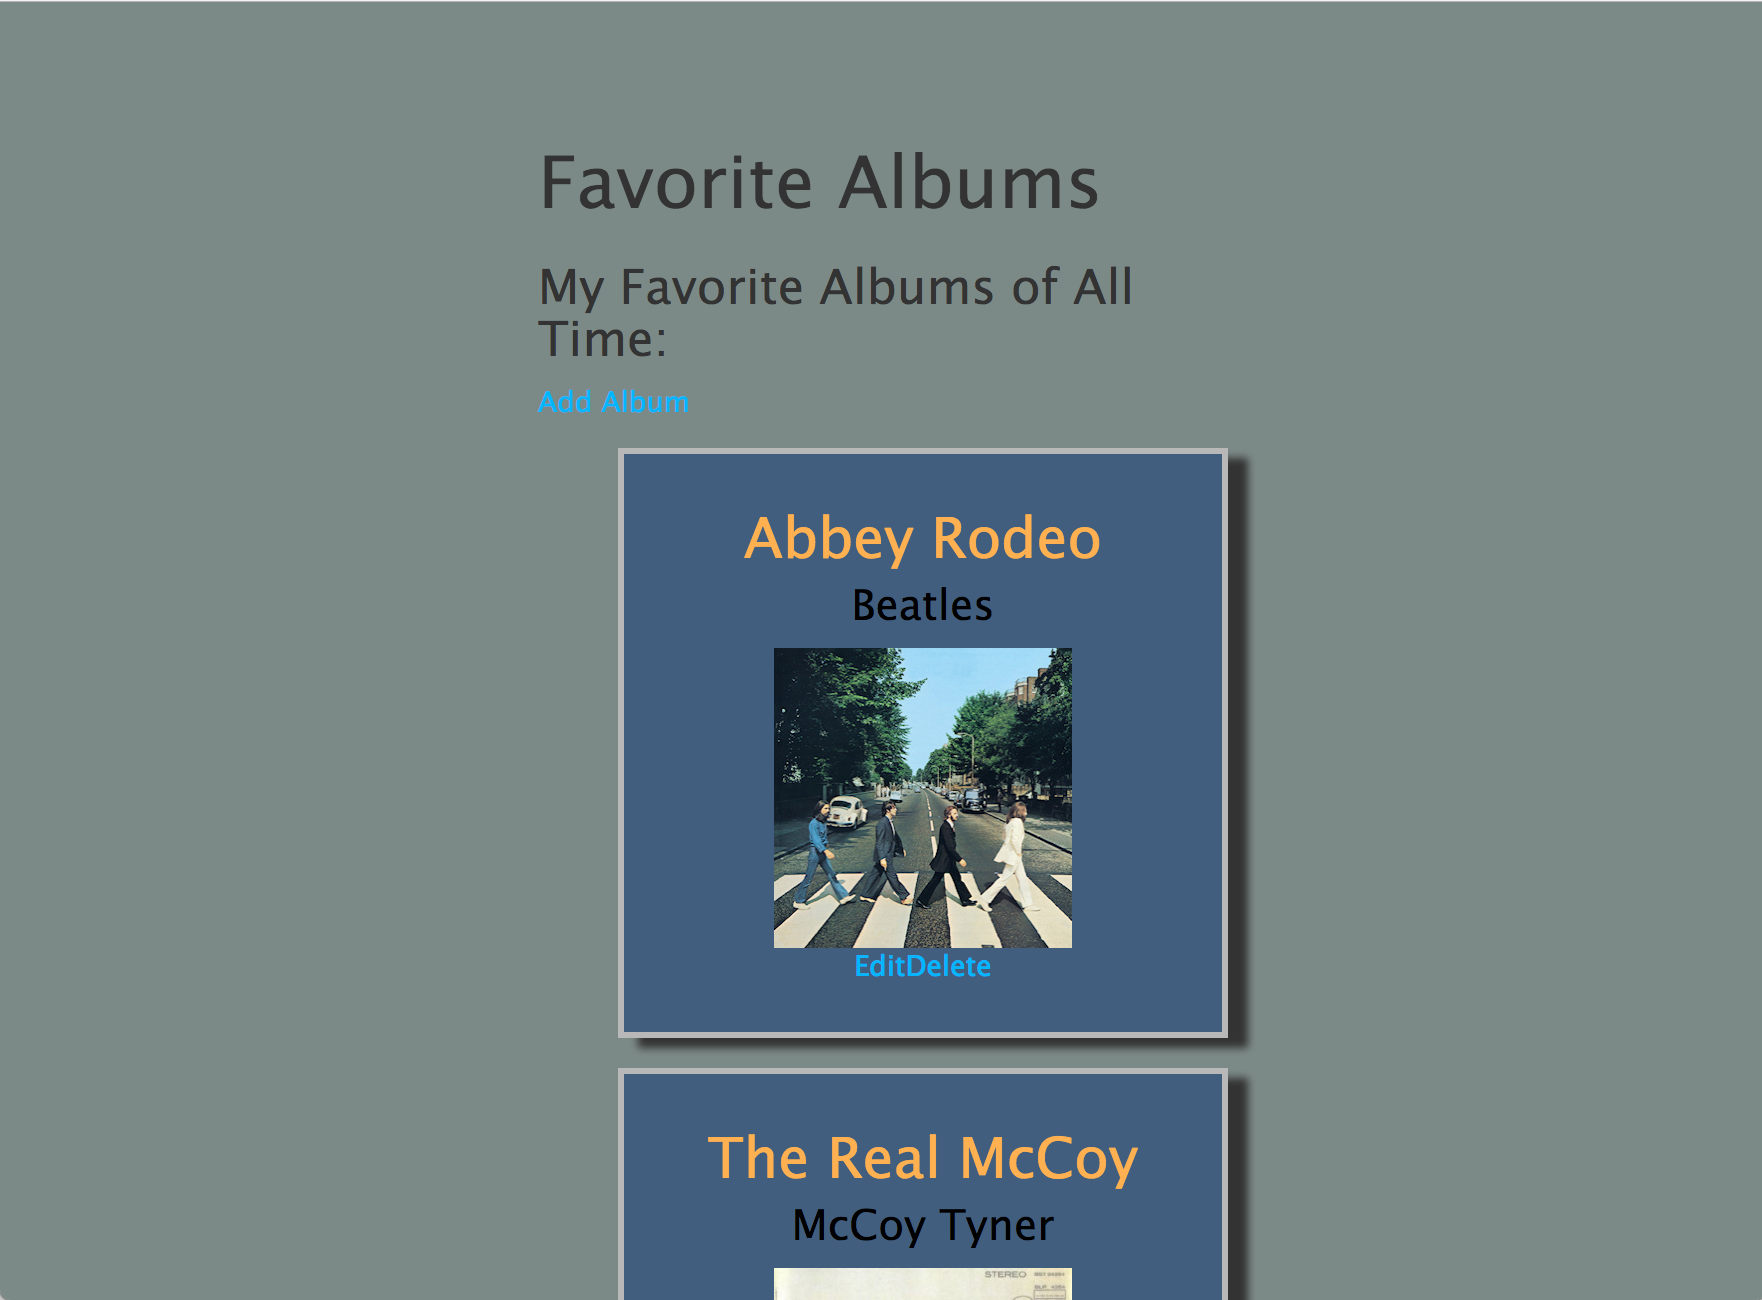 Favorite Albums
My Favorite Albums of All
Time:
Add Album
Abbey Rodeo
Beatles
EditDelete
The Real McCoy
McCoy Tyner
STEREO